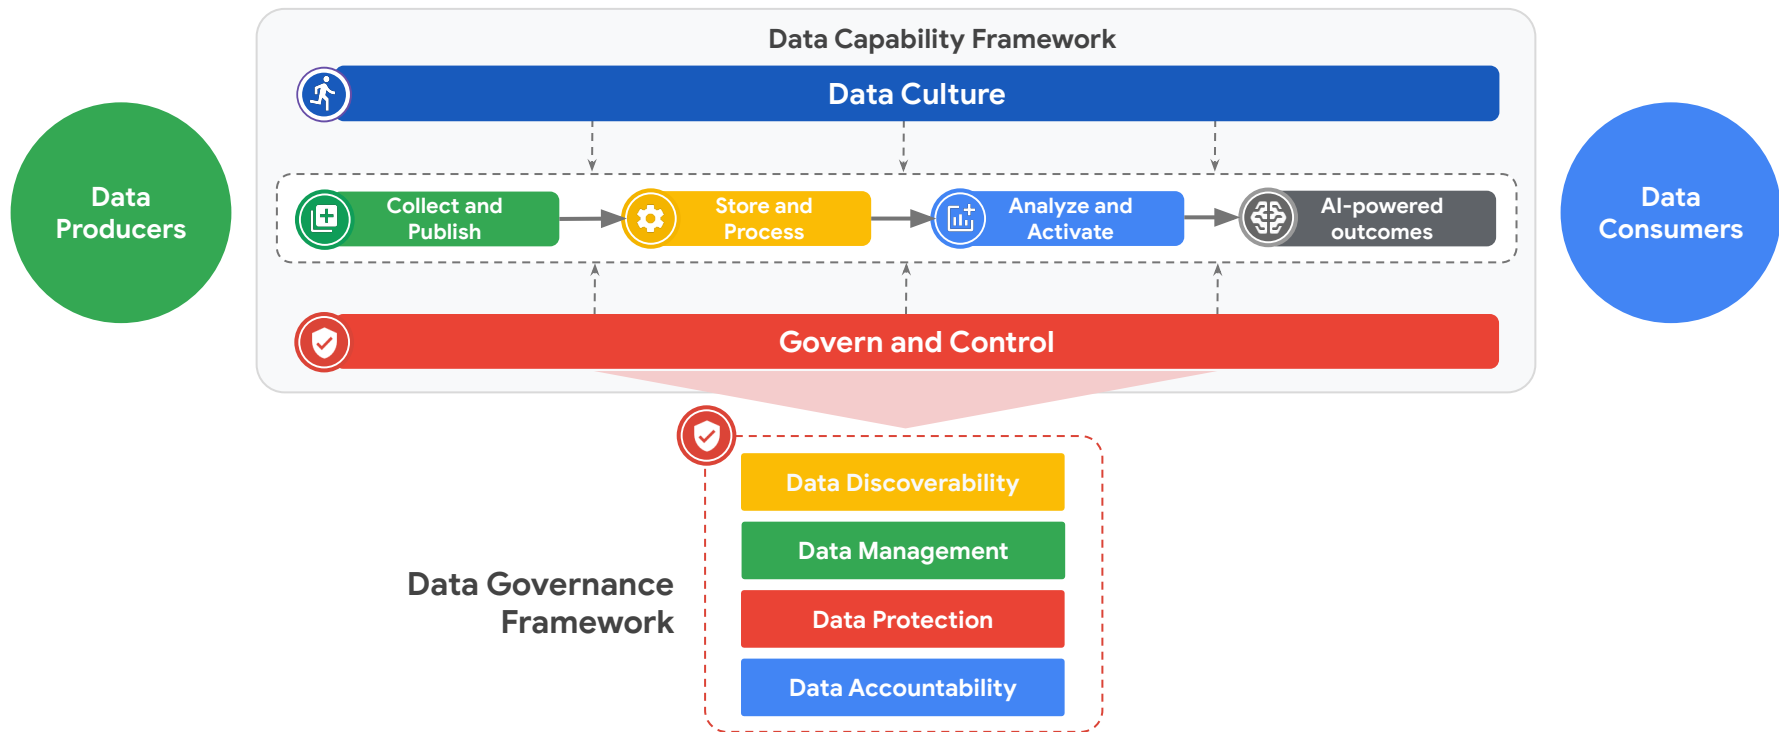 Data Capability Framework
Data Culture
Data
Producers
Collect and
Publish
Store and
Process
Analyze and
Activate
AI-powered
outcomes
Data
Consumers
Govern and Control
Data Governance
Framework
Data Discoverability
Data Management
Data Protection
Data Accountability